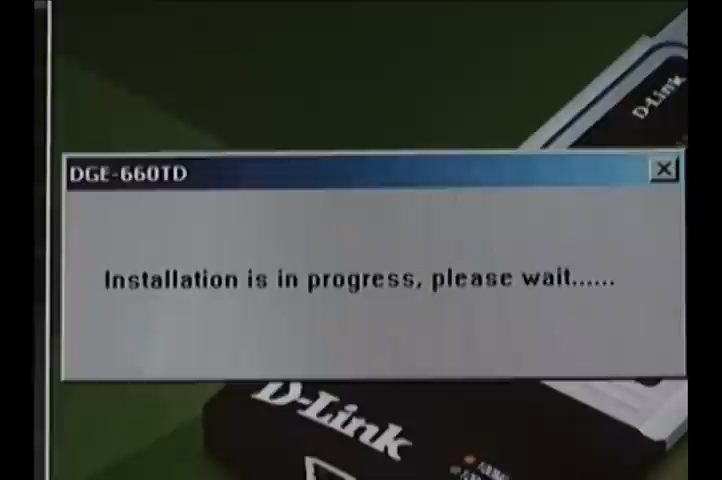 D-Link
DGE-660TD
Installation is in progress, please wait......
D-Link